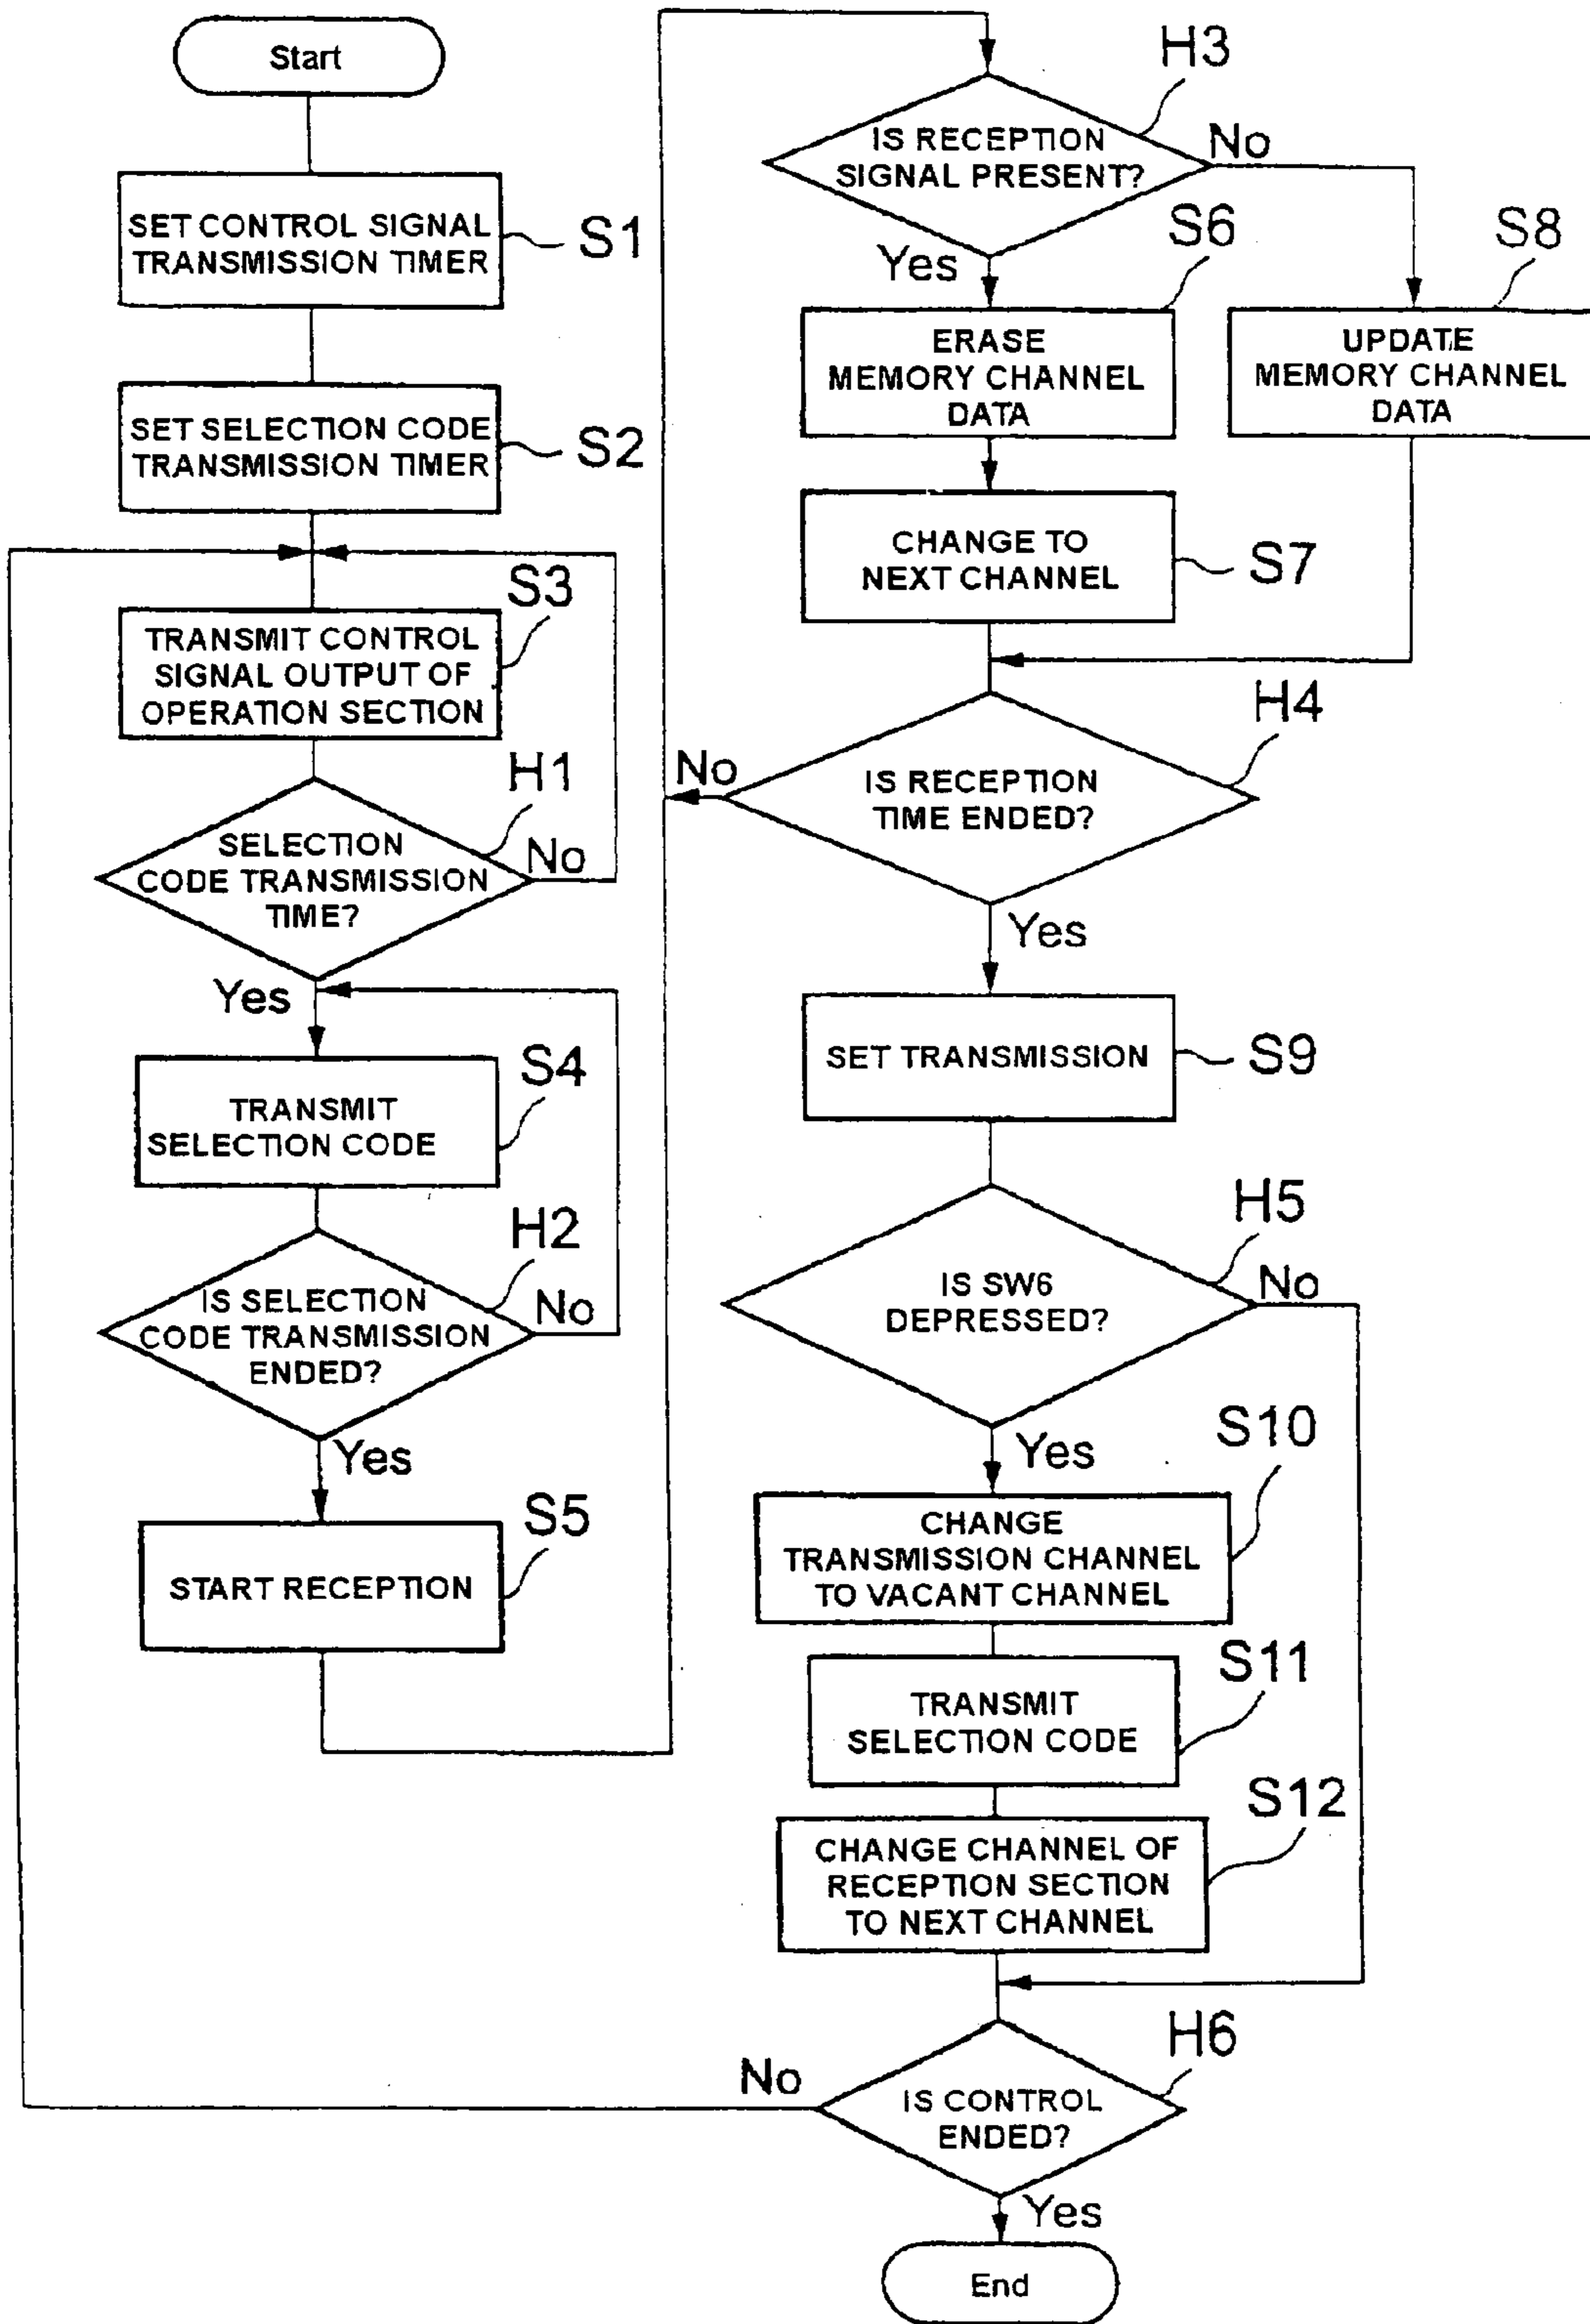 Start
SET CONTROL SIGNAL
TRANSMISSION TIMER
S1
SET SELECTION CODE
TRANSMISSION TIMER
S2
TRANSMIT CONTROL
SIGNAL OUTPUT OF
OPERATION SECTION
S3
SELECTION
CODE TRANSMISSION
TIME?
H1
No
Yes
TRANSMIT
SELECTION CODE
S4
IS SELECTION
CODE TRANSMISSION
ENDED?
H2
No
Yes
START RECEPTION
S5
IS RECEPTION
SIGNAL PRESENT?
H3
No
Yes
ERASE
MEMORY CHANNEL
DATA
S6
UPDATE
MEMORY CHANNEL
DATA
S8
CHANGE TO
NEXT CHANNEL
S7
IS RECEPTION
TIME ENDED?
H4
No
Yes
SET TRANSMISSION
S9
IS SW6
DEPRESSED?
H5
No
Yes
CHANGE
TRANSMISSION CHANNEL
TO VACANT CHANNEL
S10
TRANSMIT
SELECTION CODE
S11
CHANGE CHANNEL OF
RECEPTION SECTION
TO NEXT CHANNEL
S12
IS CONTROL
ENDED?
H6
No
Yes
End